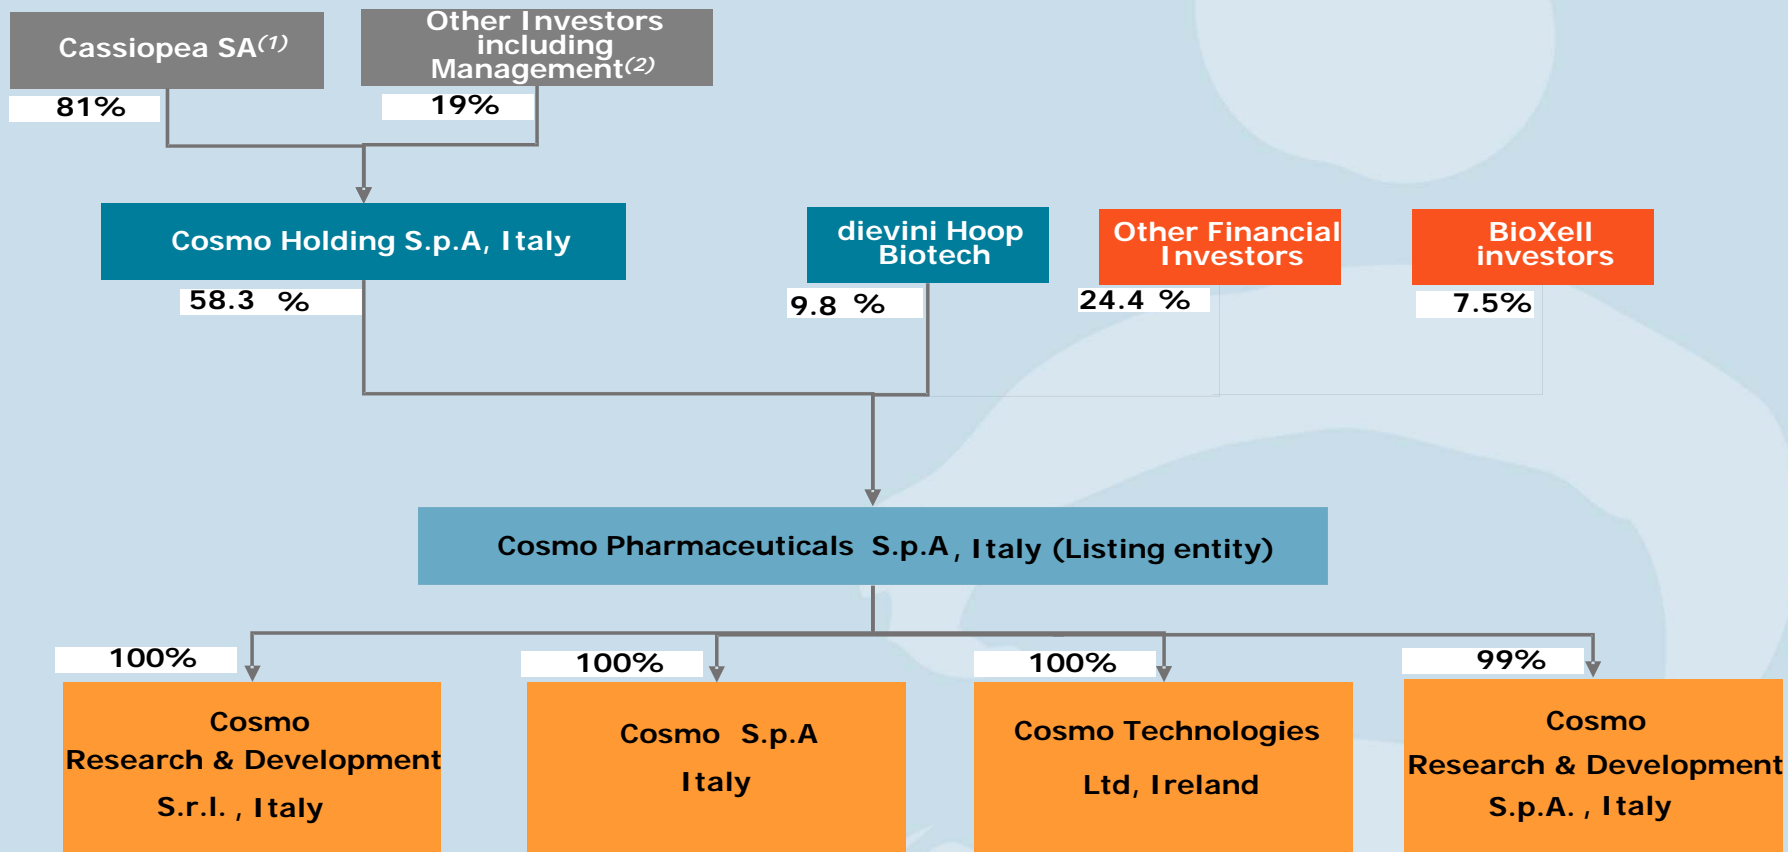 Cassiopea SA(1)
Other Investors
including
Management(2)
81%
19%
Cosmo Holding S.p.A, Italy
dievini Hoop
Biotech
Other Financial
Investors
BioXell
investors
58.3 %
9.8 %
24.4 %
7.5%
Cosmo Pharmaceuticals S.p.A, Italy (Listing entity)
100%
100%
100%
99%
Cosmo
Research & Development
S.r.l. , Italy
Cosmo S.p.A
Italy
Cosmo Technologies
Ltd, Ireland
Cosmo
Research & Development
S.p.A. , Italy